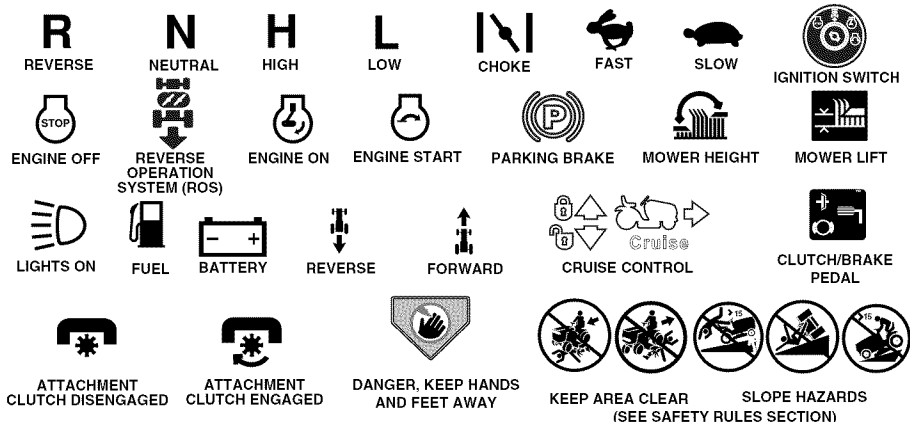 R N H L
REVERSE NEUTRAL HIGH LOW CHOKE FAST SLOW
IGNITION SWITCH
STOP P
ENGINE OFF REVERSE ENGINE ON ENGINE START PARKING BRAKE MOWER HEIGHT MOWER LIFT
OPERATION
SYSTEM (ROS)
Cruise
LIGHTS ON FUEL BATTERY REVERSE FORWARD CRUISE CONTROL CLUTCH/BRAKE
PEDAL
15 15
ATTACHMENT ATTACHMENT DANGER, KEEP HANDS KEEP AREA CLEAR SLOPE HAZARDS
CLUTCH DISENGAGED CLUTCH ENGAGED AND FEET AWAY (SEE SAFETY RULES SECTION)